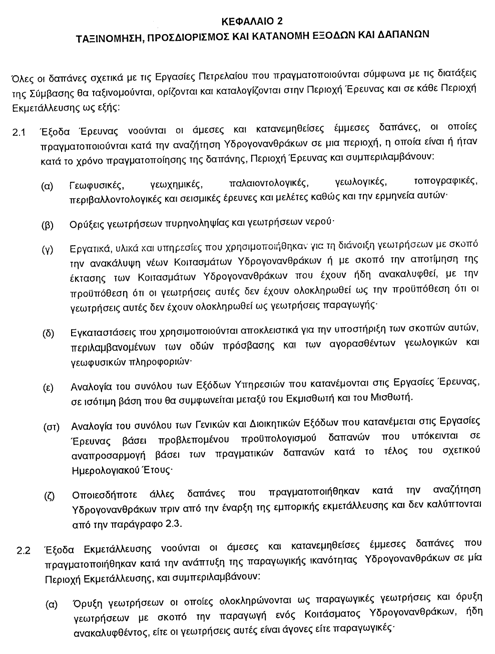 ΚΕΦΑΛΑΙΟ 2
ΤΑΞΙΝΟΜΗΣΗ, ΠΡΟΣΔΙΟΡΙΣΜΟΣ ΚΑΙ ΚΑΤΑΝΟΜΗ ΕΞΟΔΩΝ ΚΑΙ ΔΑΠΑΝΩΝ
Όλες οι δαπάνες σχετικά με τις Εργασίες Πετρελαίου που πραγματοποιούνται σύμφωνα με τις διατάξεις
της Σύμβασης θα ταξινομούνται, ορίζονται και καταλογίζονται στην Περιοχή Έρευνας και σε κάθε Περιοχή
Εκμετάλλευσης ως εξής:
2.1 Έξοδα Έρευνας νοούνται οι άμεσες και κατανεμηθείσες έμμεσες δαπάνες, οι οποίες
πραγματοποιούνται κατά την αναζήτηση Υδρογονανθράκων σε μια περιοχή, η οποία είναι ή ήταν
κατά το χρόνο πραγματοποίησης της δαπάνης, Περιοχή Έρευνας και συμπεριλαμβάνουν:
(α) Γεωφυσικές, γεωχημικές, παλαιοντολογικές, γεωλογικές, τοπογραφικές,
περιβαλλοντολογικές και σεισμικές έρευνες και μελέτες καθώς και την ερμηνεία αυτών·
(β) Ορύξεις γεωτρήσεων πυρηνοληψίας και γεωτρήσεων νερού·
(γ) Εργατικά, υλικά και υπηρεσίες που χρησιμοποιήθηκαν για τη διάνοιξη γεωτρήσεων με σκοπό
την ανακάλυψη νέων Κοιτασμάτων Υδρογονανθράκων ή με σκοπό την αποτίμηση της
έκτασης των Κοιτασμάτων Υδρογονανθράκων που έχουν ήδη ανακαλυφθεί, με την
προϋπόθεση ότι οι γεωτρήσεις αυτές δεν έχουν ολοκληρωθεί ως την προϋπόθεση ότι οι
γεωτρήσεις αυτές δεν έχουν ολοκληρωθεί ως γεωτρήσεις παραγωγής·
(δ) Εγκαταστάσεις που χρησιμοποιούνται αποκλειστικά για την υποστήριξη των σκοπών αυτών,
περιλαμβανομένων των οδών πρόσβασης και των αγορασθέντων γεωλογικών και
γεωφυσικών πληροφοριών·
(ε) Αναλογία του συνόλου των Εξόδων Υπηρεσιών που κατανέμονται στις Εργασίες Έρευνας,
σε ισότιμη βάση που θα συμφωνείται μεταξύ του Εκμισθωτή και του Μισθωτή.
(στ) Αναλογία του συνόλου των Γενικών και Διοικητικών Εξόδων που κατανέμεται στις Εργασίες
Έρευνας βάσει προβλεπομένου προϋπολογισμού δαπανών που υπόκεινται σε
αναπροσαρμογή βάσει των πραγματικών δαπανών κατά το τέλος του σχετικού
Ημερολογιακού Έτους·
(ζ) Οποιεσδήποτε άλλες δαπάνες που πραγματοποιήθηκαν κατά την αναζήτηση
Υδρογονανθράκων πριν από την έναρξη της εμπορικής εκμετάλλευσης και δεν καλύπτονται
από την παράγραφο 2.3.
2.2 Έξοδα Εκμετάλλευσης νοούνται οι άμεσες και κατανεμηθείσες έμμεσες δαπάνες που
πραγματοποιήθηκαν κατά την ανάπτυξη της παραγωγικής ικανότητας Υδρογονανθράκων σε μία
Περιοχή Εκμετάλλευσης, και συμπεριλαμβάνουν:
(α) Όρυξη γεωτρήσεων οι οποίες ολοκληρώνονται ως παραγωγικές γεωτρήσεις και όρυξη
γεωτρήσεων με σκοπό την παραγωγή ενός Κοιτάσματος Υδρογονανθράκων, ήδη
ανακαλυφθέντος, είτε οι γεωτρήσεις αυτές είναι άγονες είτε παραγωγικές·